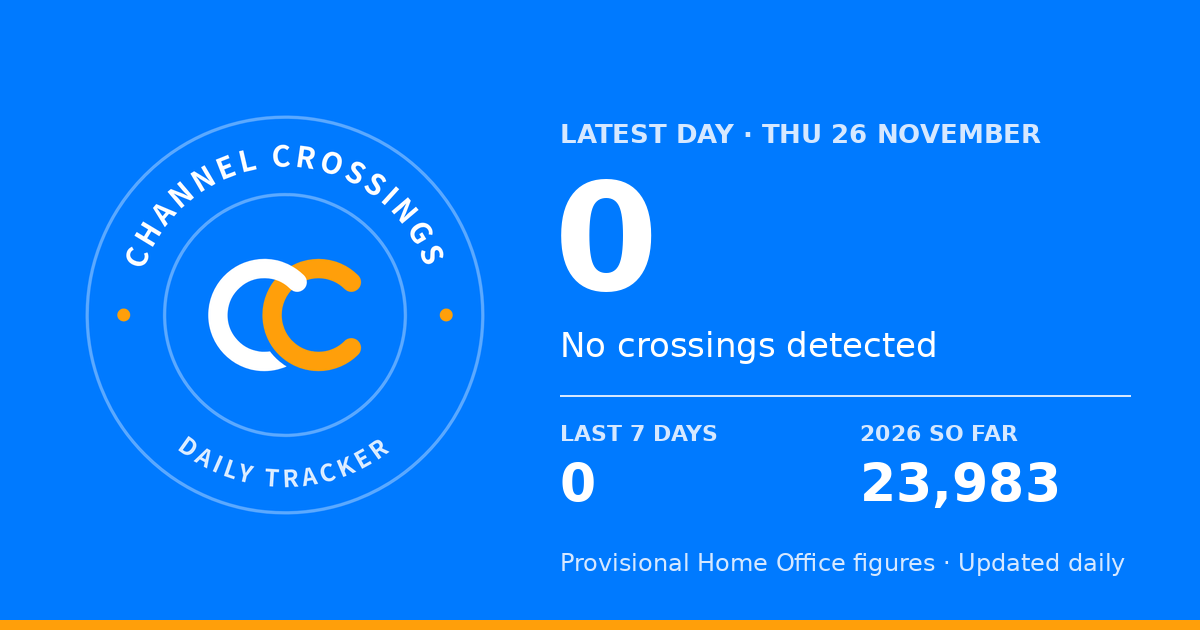 CHANNEL CROSSINGS
DAILY TRACKER
LATEST DAY · THU 26 NOVEMBER
0
No crossings detected
LAST 7 DAYS
0
2026 SO FAR
23,983
Provisional Home Office figures · Updated daily